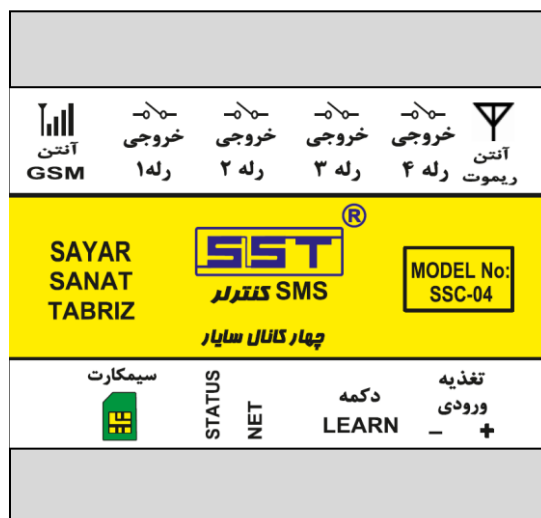 آنتن
GSM
خروجی
رله۱
خروجی
رله ۲
خروجی
رله ۳
خروجی
رله ۴
آنتن
ریموت
SAYAR
SANAT
TABRIZ
SST®
SMS کنترلر
چهار کانال سایار
MODEL No:
SSC-04
سیمکارت
STATUS
NET
دکمه
LEARN
تغذیه
ورودی
– +